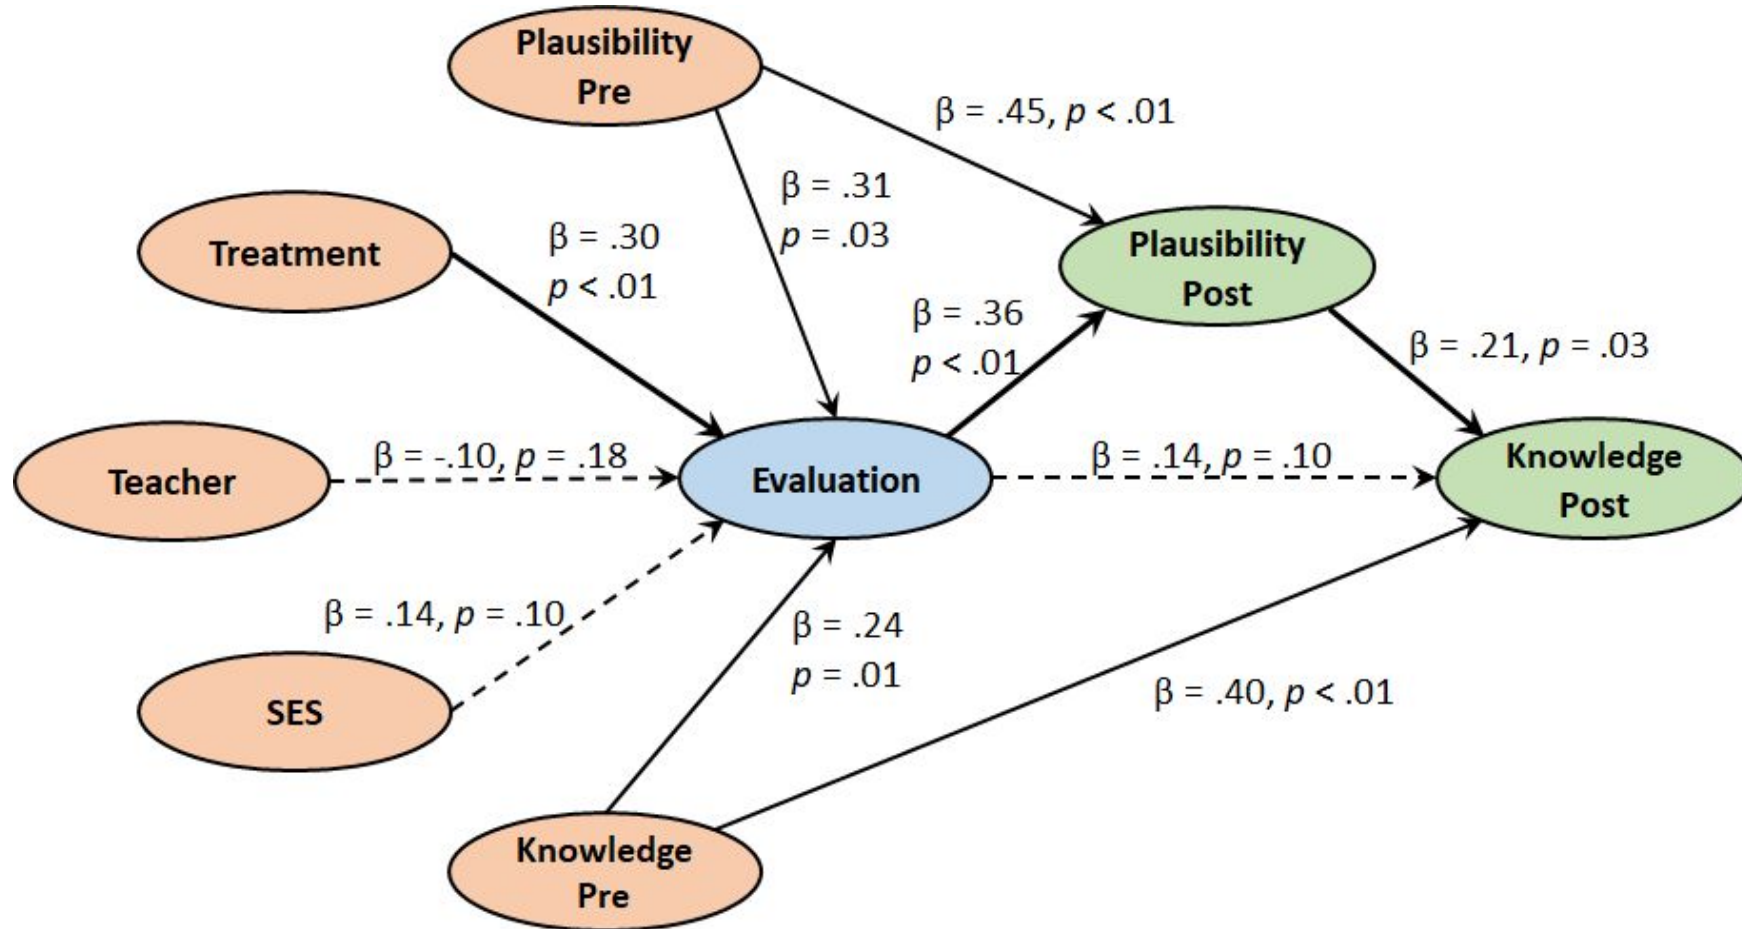 Plausibility
Pre
β = .45, p < .01
β = .31
p = .03
Treatment
β = .30
p < .01
Plausibility
Post
β = .36
p < .01
β = .21, p = .03
Teacher
β = -.10, p = .18
Evaluation
β = .14, p = .10
Knowledge
Post
β = .14, p = .10
SES
β = .24
p = .01
β = .40, p < .01
Knowledge
Pre